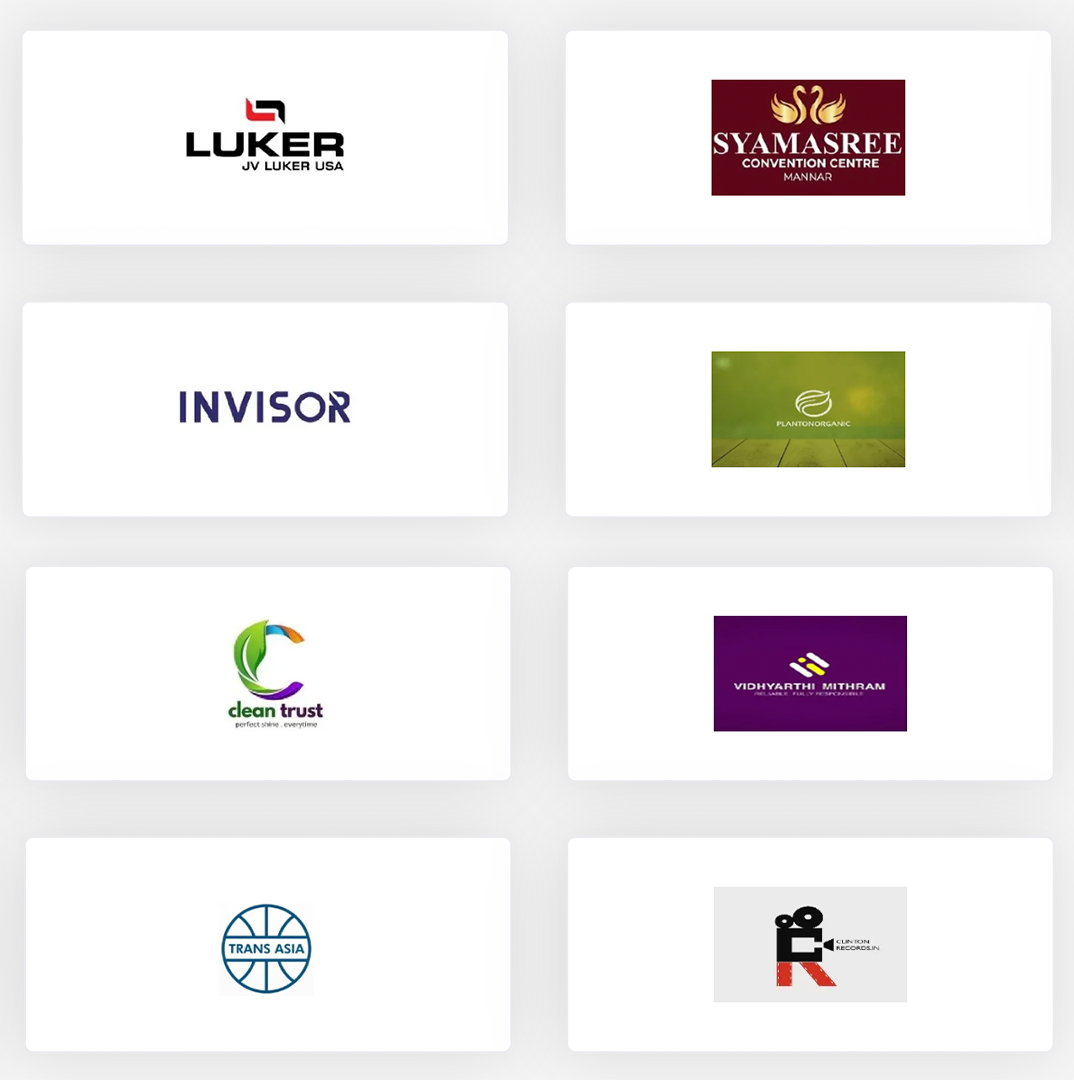 LUKER
JV LUKER USA
SYAMASREE
CONVENTION CENTRE
MANNAR
INVISOR
PLANTONORGANIC
clean trust
perfect shine . everytime
VIDHYARTHI MITHRAM
RELIABLE. FULLY RESPONSIBLE
TRANS ASIA
CLINTON
RECORDS.IN